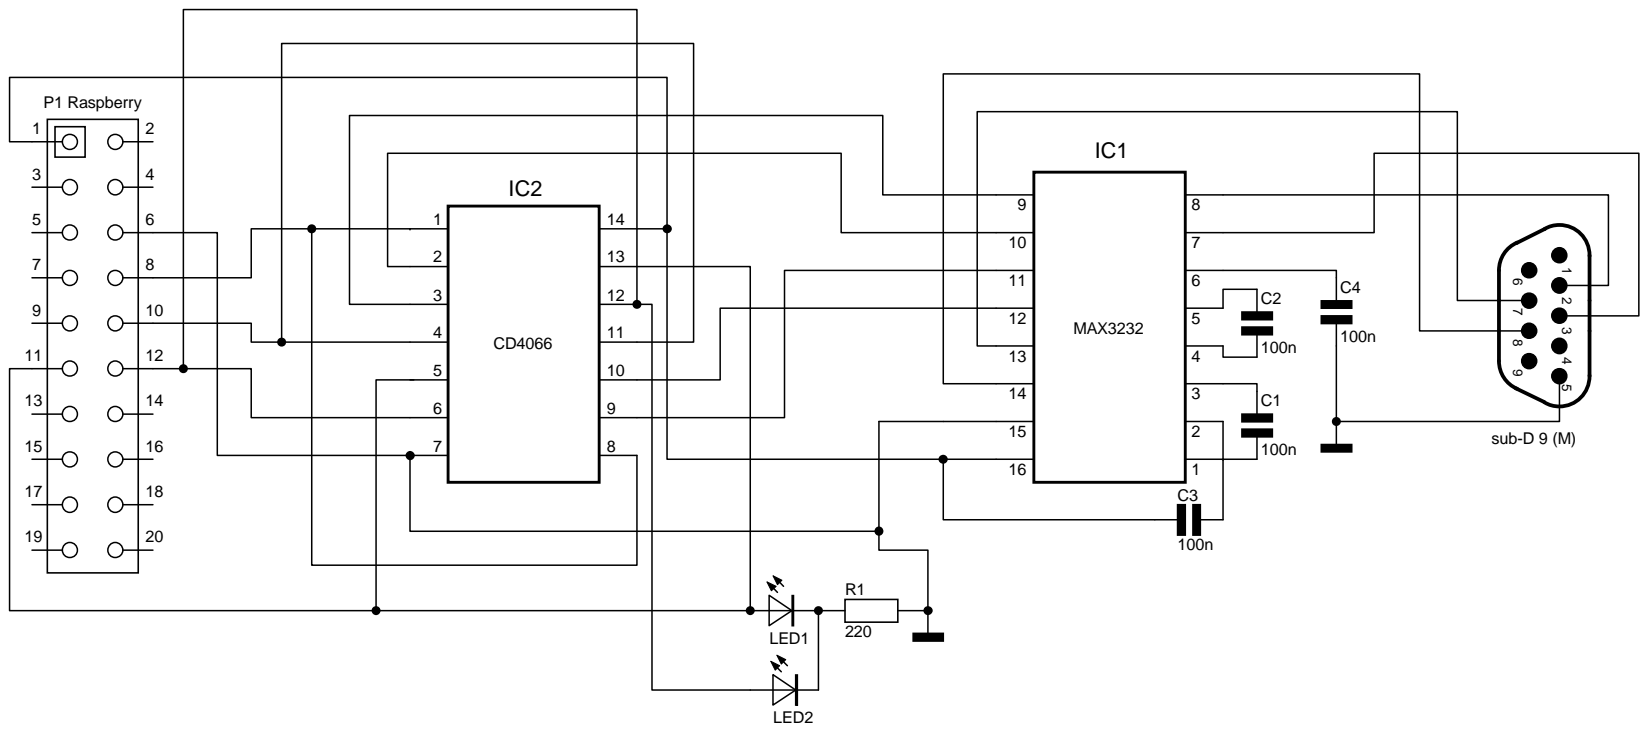 P1 Raspberry
1 2
3 4
5 6
7 8
9 10
11 12
13 14
15 16
17 18
19 20
IC2
1 14
2 13
3 12
4 11
CD4066
5 10
6 9
7 8
IC1
9 8
10 7
11 6
12 5
MAX3232
13 4
14 3
15 2
16 1
C2
100n
C4
100n
C1
100n
C3
100n
1
6
2
7
3
8
4
9
5
sub-D 9 (M)
R1
220
LED1
LED2